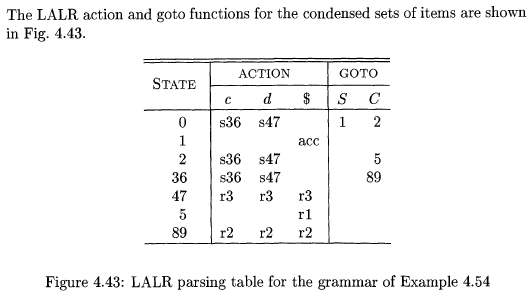 The LALR action and goto functions for the condensed sets of items are shown
in Fig. 4.43.
STATE ACTION GOTO
c d $ S C
0 s36 s47 1 2
1 acc
2 s36 s47 5
36 s36 s47 89
47 r3 r3 r3
5 r1
89 r2 r2 r2
Figure 4.43: LALR parsing table for the grammar of Example 4.54